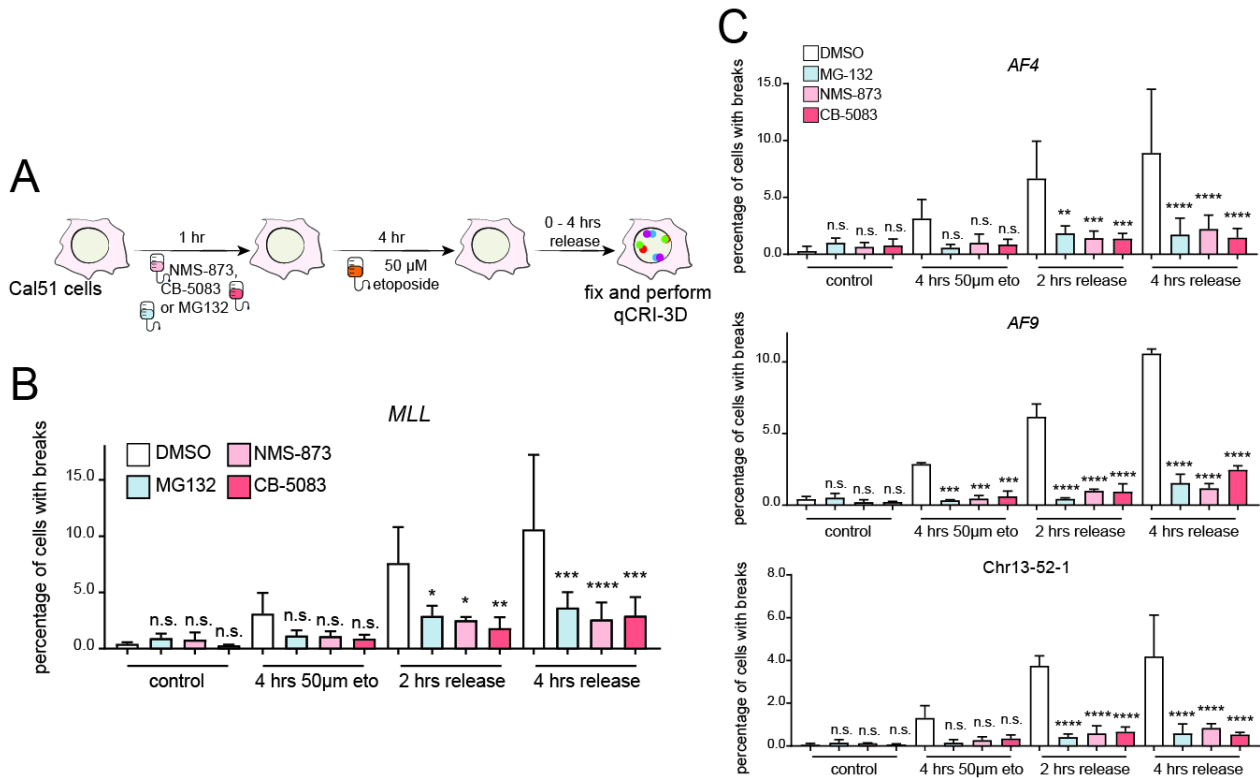 A
Cal51 cells
1 hr
NMS-873,
CB-5083
or MG132
4 hr
50 µM
etoposide
0 - 4 hrs
release
fix and perform
qCRI-3D
B
MLL
percentage of cells with breaks
DMSO
NMS-873
MG132
CB-5083
15.0
10.0
5.0
0.0
n.s. n.s. n.s.
n.s. n.s. n.s.
* * **
*** **** ***
control
4 hrs 50µm eto
2 hrs release
4 hrs release
C
DMSO
MG-132
NMS-873
CB-5083
AF4
percentage of cells with breaks
15.0
10.0
5.0
0.0
n.s. n.s. n.s.
n.s. n.s.
** *** ***
**** **** ****
control
4 hrs 50µm eto
2 hrs release
4 hrs release
AF9
percentage of cells with breaks
10.0
5.0
0.0
n.s. n.s. n.s.
*** *** ***
**** **** ****
**** **** ****
control
4 hrs 50µm eto
2 hrs release
4 hrs release
Chr13-52-1
percentage of cells with breaks
8.0
6.0
4.0
2.0
0.0
n.s. n.s. n.s.
n.s. n.s. n.s.
**** **** ****
**** **** ****
control
4 hrs 50µm eto
2 hrs release
4 hrs release